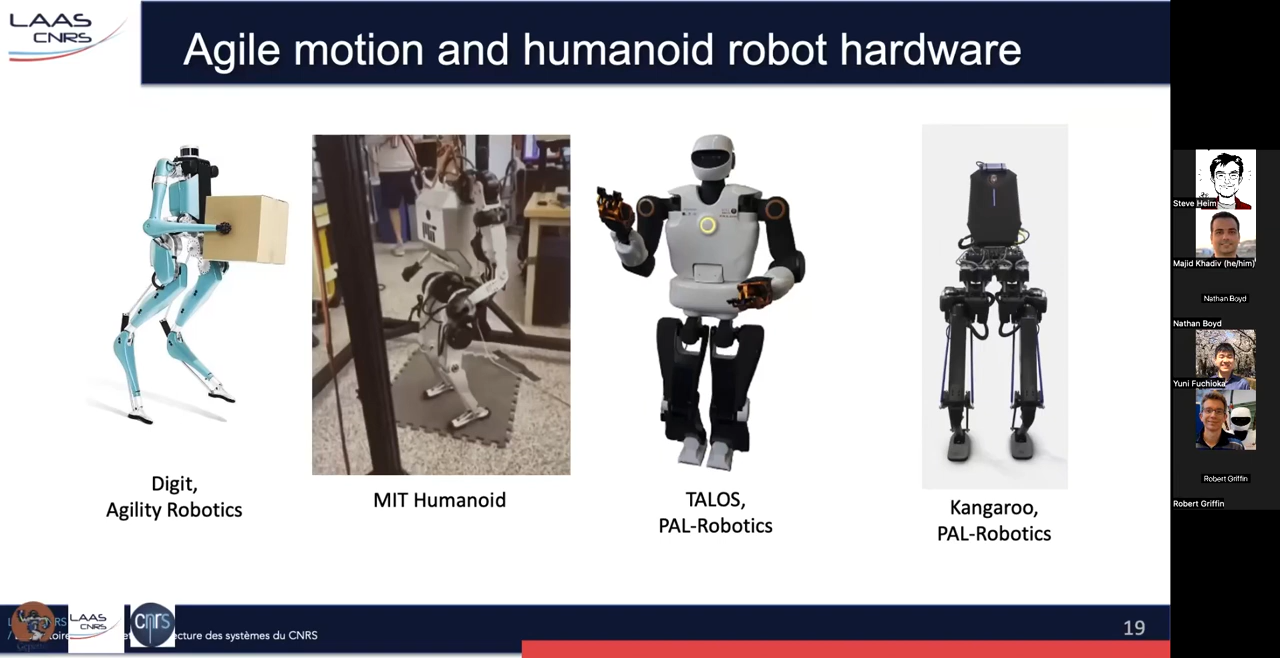 LAAS
CNRS
Agile motion and humanoid robot hardware
MIT
Digit,
Agility Robotics
MIT Humanoid
TALOS,
PAL-Robotics
Kangaroo,
PAL-Robotics
LAAS
CNRS
cnrs
ecture des systèmes du CNRS
19
Steve Heim
Majid Khadiv (he/him)
Nathan Boyd
Nathan Boyd
Yuni Fuchioka
Robert Griffin
Robert Griffin